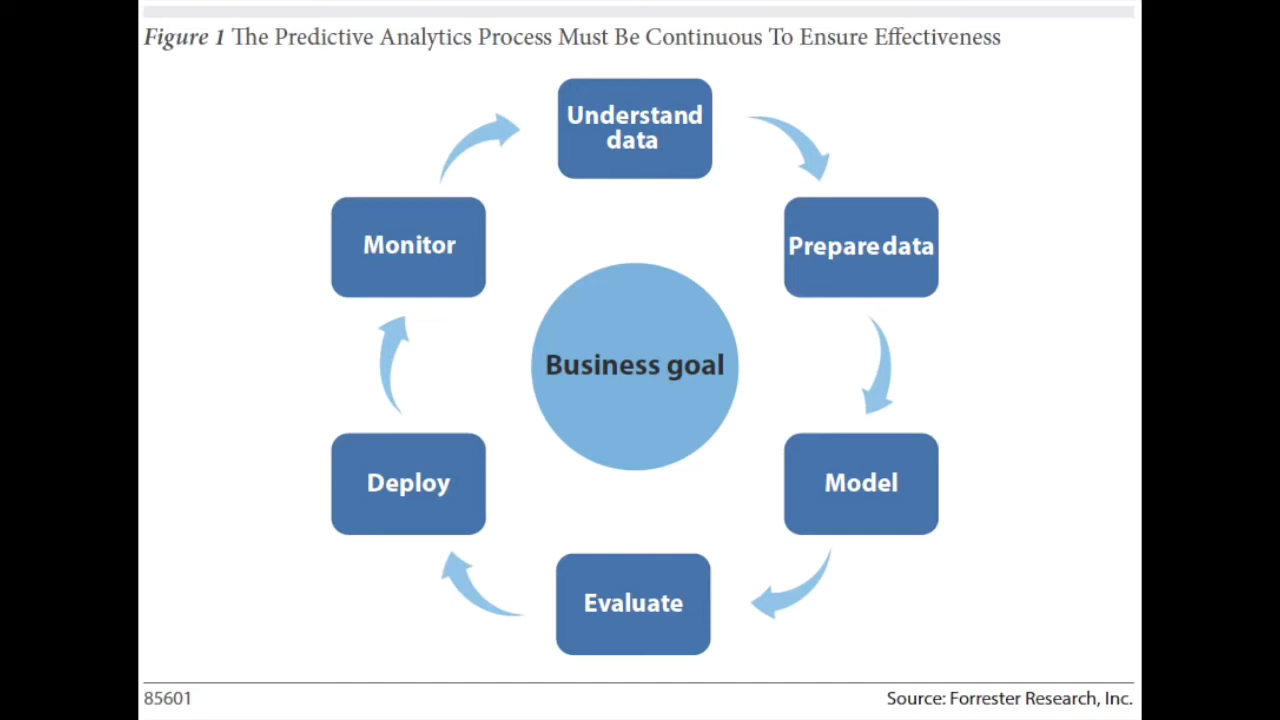 Figure 1 The Predictive Analytics Process Must Be Continuous To Ensure Effectiveness
Understand
data
Monitor
Prepare data
Business goal
Deploy
Model
Evaluate
85601
Source: Forrester Research, Inc.